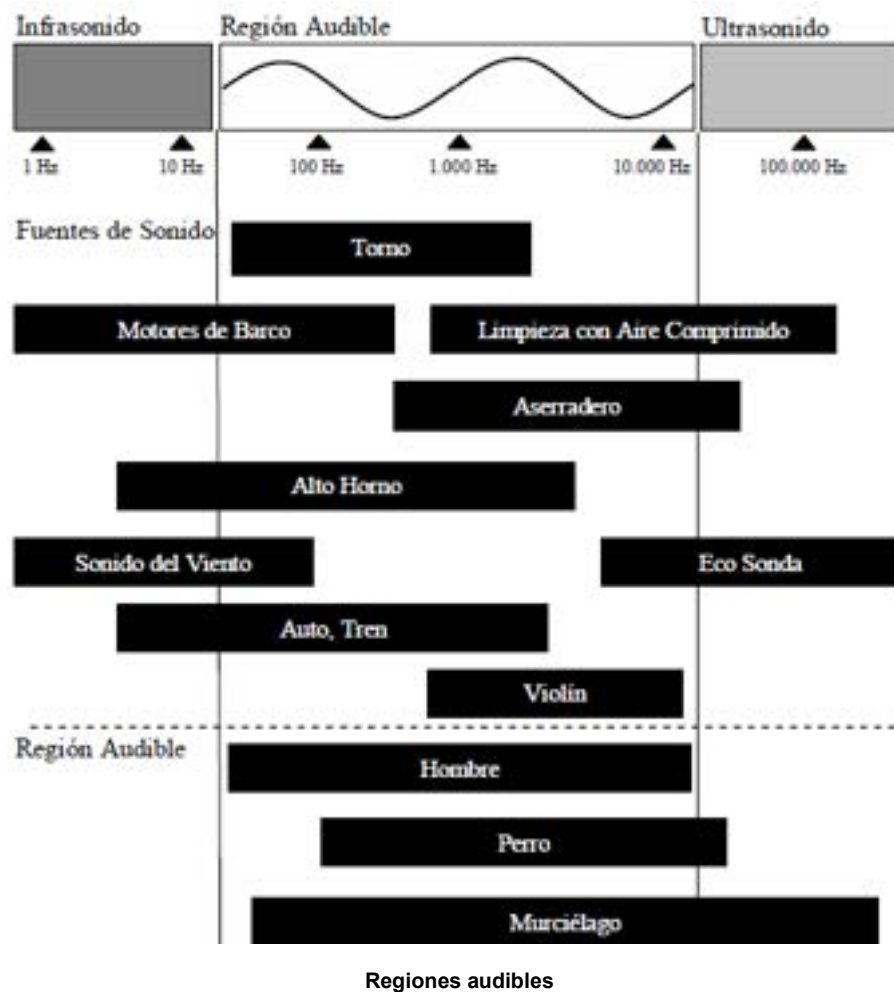 Infrasonido Región Audible Ultrasonido
1 Hz 10 Hz 100 Hz 1.000 Hz 10.000 Hz 100.000 Hz
Fuentes de Sonido
Torno
Motores de Barco Limpieza con Aire Comprimido
Aserradero
Alto Horno
Sonido del Viento Eco Sonda
Auto, Tren
Violín
Región Audible
Hombre
Perro
Murciélago
Regiones audibles